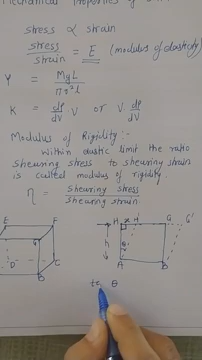 Mechanical Properties of
stress ∝ strain
stress/strain = E (modulus of elasticity)
Y = MgL/πr²l
K = dP/dV V or V dP/dV
Modulus of Rigidity :-
Within elastic limit the ratio
shearing stress to shearing strain
is called modulus of rigidity.
η = Shearing stress/Shearing strain
E F
H x H' G G'
G
h θ
D C
A B
B
θ